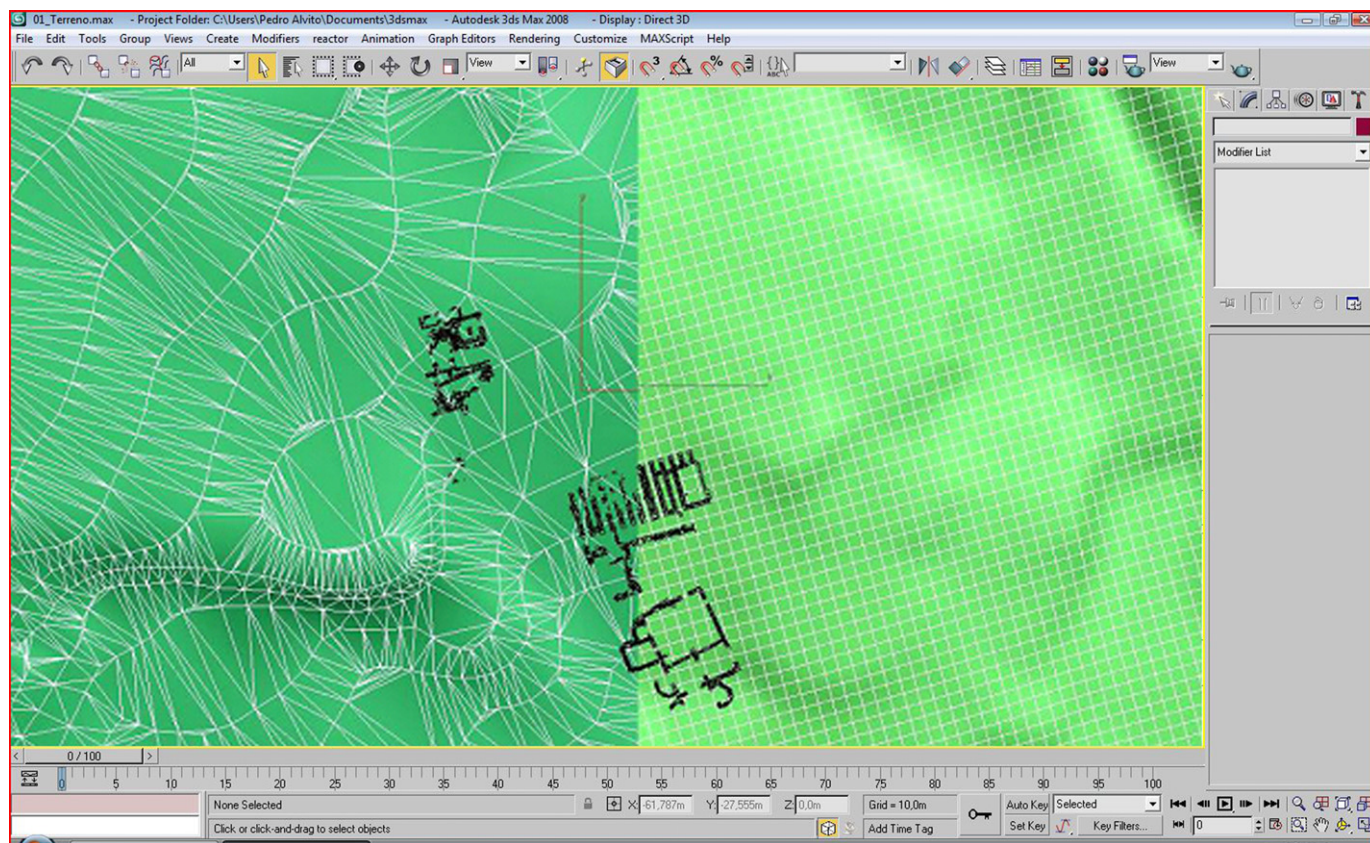 01_Terreno.max - Project Folder: C:\Users\Pedro Alvito\Documents\3dsmax - Autodesk 3ds Max 2008 - Display : Direct 3D
File Edit Tools Group Views Create Modifiers reactor Animation Graph Editors Rendering Customize MAXScript Help
All View 3 % ABC View
Modifier List
0 / 100
0 5 10 15 20 25 30 35 40 45 50 55 60 65 70 75 80 85 90 95 100
None Selected X: -61,787m Y: -27,555m Z: 0,0m Grid = 10,0m Auto Key Selected
Click or click-and-drag to select objects Add Time Tag Set Key Key Filters... 0